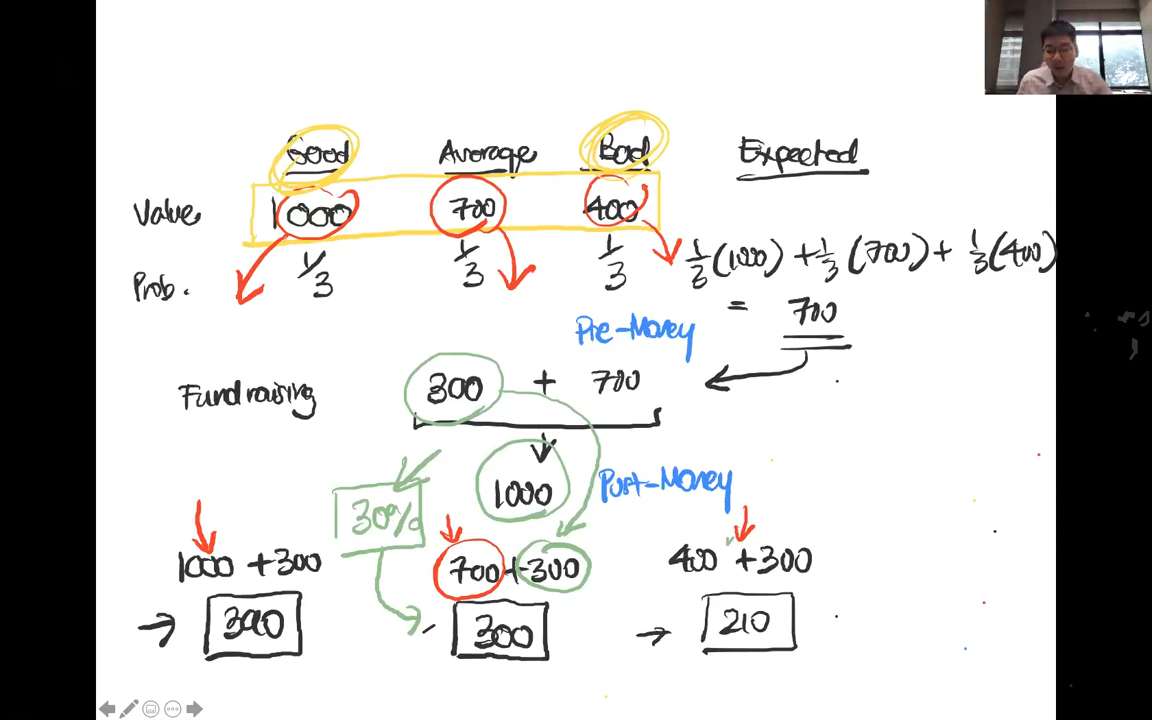 Good Average Bad Expected
Value 1000 700 400
Prob. 1/3 1/3 1/3 1/3 (1000) + 1/3 (700) + 1/3 (400)
= 700
Pre-Money
Fundraising 300 + 700
1000 Post-Money
30%
1000 + 300 700 + 300 400 + 300
390 300 210